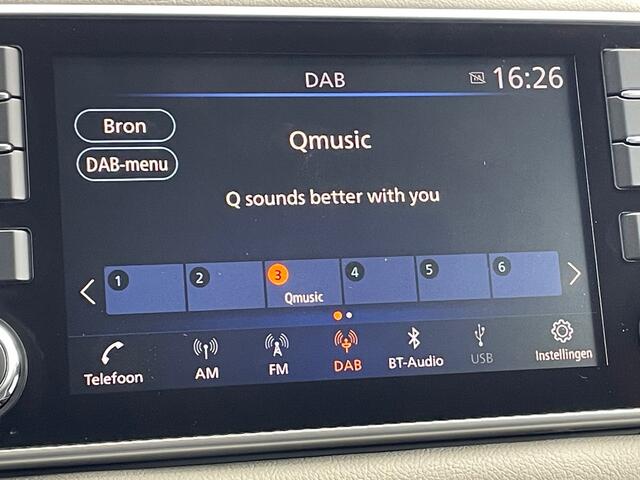 DAB
16:26
Bron
Qmusic
DAB-menu
Q sounds better with you
1 2 3 4 5 6
Qmusic
Telefoon AM FM DAB BT-Audio USB Instellingen